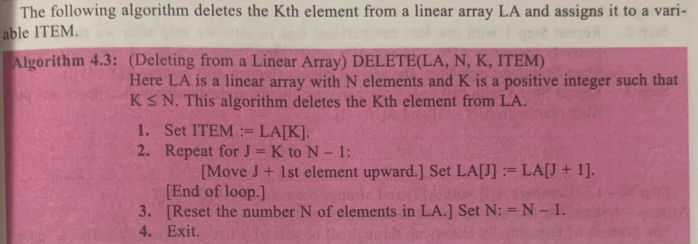 The following algorithm deletes the Kth element from a linear array LA and assigns it to a vari-
able ITEM.
Algorithm 4.3: (Deleting from a Linear Array) DELETE(LA, N, K, ITEM)
Here LA is a linear array with N elements and K is a positive integer such that
K ≤ N. This algorithm deletes the Kth element from LA.
1. Set ITEM := LA[K].
2. Repeat for J = K to N – 1:
[Move J + 1st element upward.] Set LA[J] := LA[J + 1].
[End of loop.]
3. [Reset the number N of elements in LA.] Set N: = N – 1.
4. Exit.